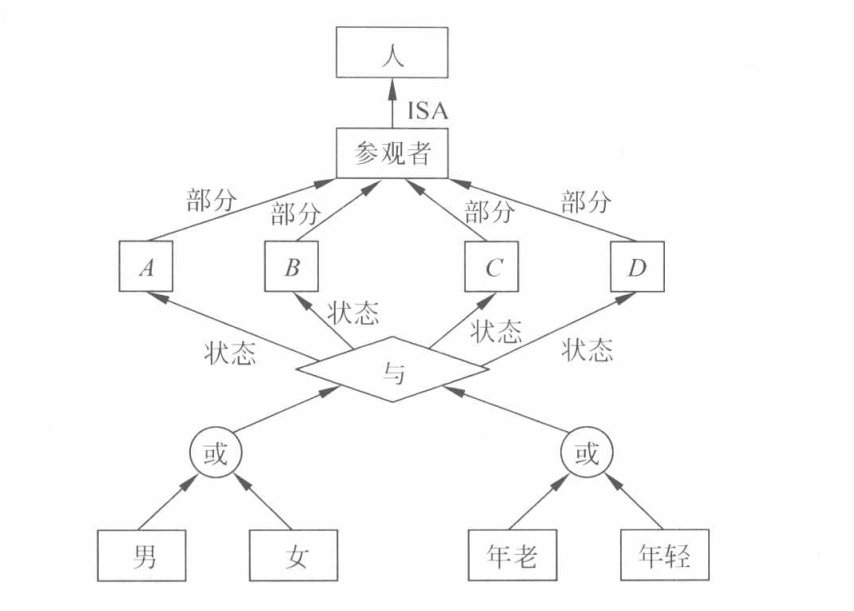 人
ISA
参观者
部分 部分 部分 部分
A B C D
状态 状态 状态 状态
与
或 或
男 女 年老 年轻